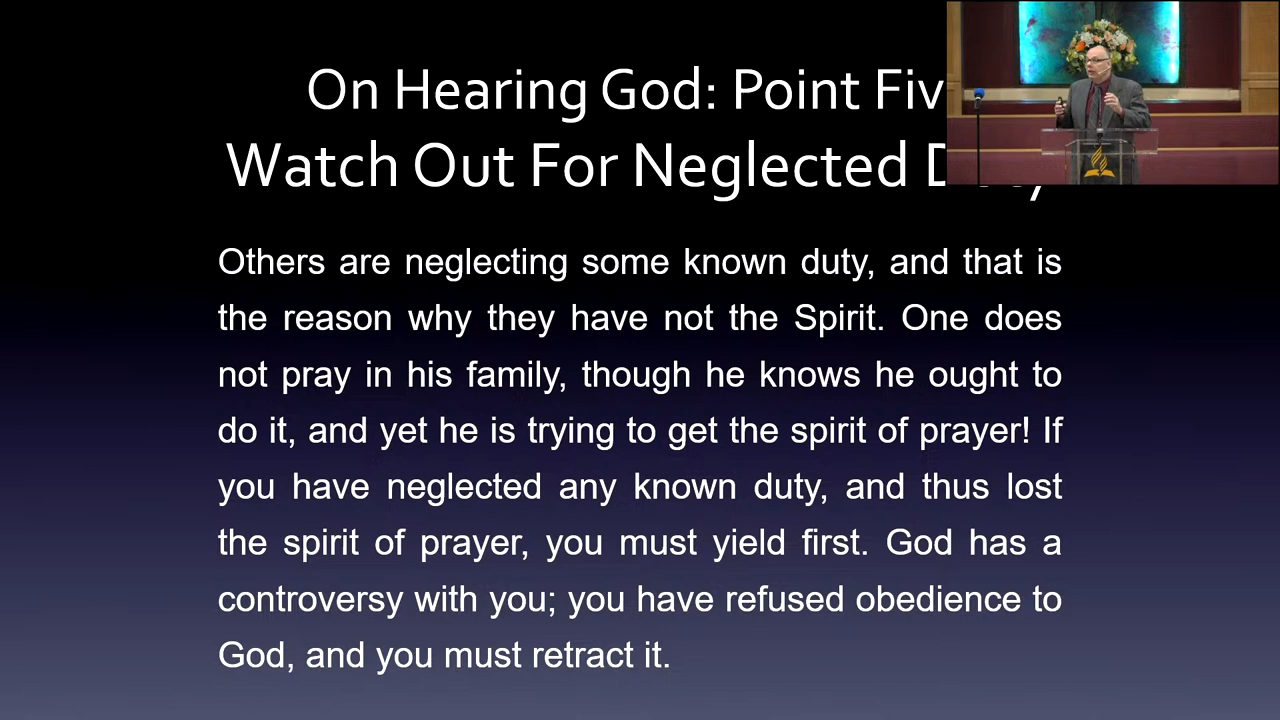 On Hearing God: Point Fiv
Watch Out For Neglected
Others are neglecting some known duty, and that is
the reason why they have not the Spirit. One does
not pray in his family, though he knows he ought to
do it, and yet he is trying to get the spirit of prayer! If
you have neglected any known duty, and thus lost
the spirit of prayer, you must yield first. God has a
controversy with you; you have refused obedience to
God, and you must retract it.